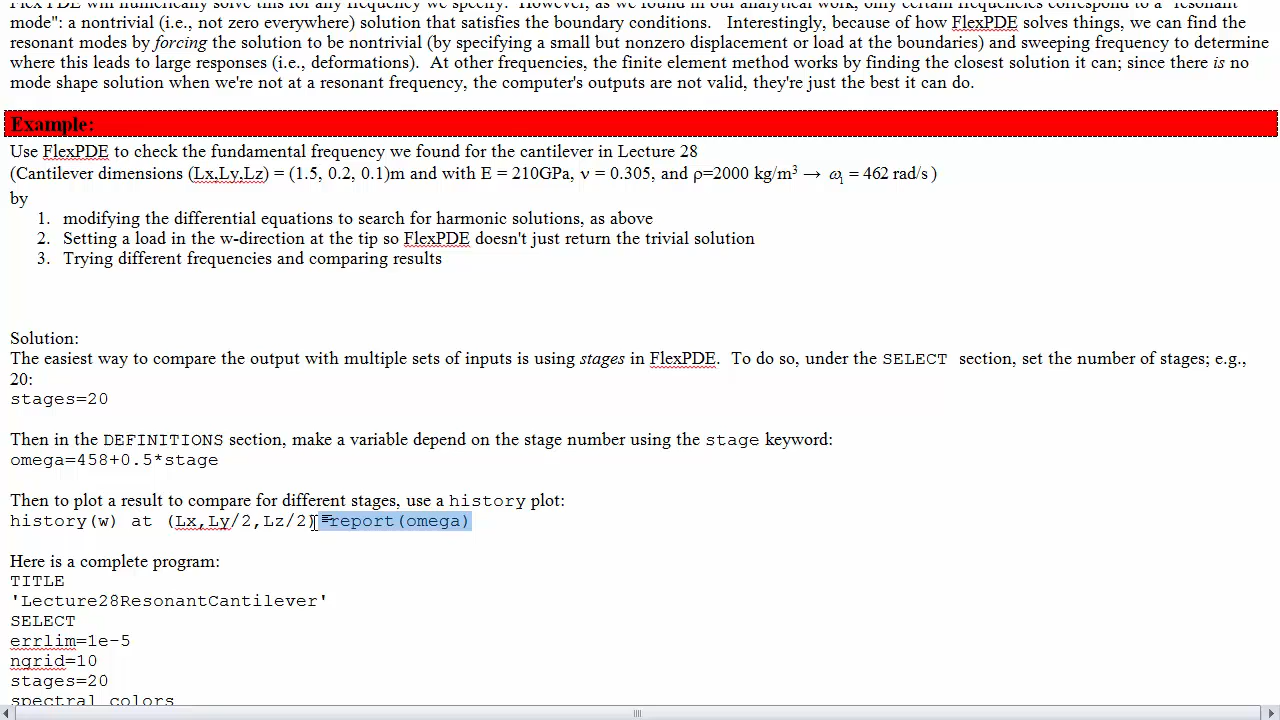 Flex PDE will numerically solve this for any frequency we specify. However, as we found in our analytical work, only certain frequencies correspond to a "resonant
mode": a nontrivial (i.e., not zero everywhere) solution that satisfies the boundary conditions. Interestingly, because of how FlexPDE solves things, we can find the
resonant modes by forcing the solution to be nontrivial (by specifying a small but nonzero displacement or load at the boundaries) and sweeping frequency to determine
where this leads to large responses (i.e., deformations). At other frequencies, the finite element method works by finding the closest solution it can; since there is no
mode shape solution when we're not at a resonant frequency, the computer's outputs are not valid, they're just the best it can do.
Example:
Use FlexPDE to check the fundamental frequency we found for the cantilever in Lecture 28
(Cantilever dimensions (Lx,Ly,Lz) = (1.5, 0.2, 0.1)m and with E = 210GPa, ν = 0.305, and ρ=2000 kg/m³ → ω₁ = 462 rad/s )
by
1. modifying the differential equations to search for harmonic solutions, as above
2. Setting a load in the w-direction at the tip so FlexPDE doesn't just return the trivial solution
3. Trying different frequencies and comparing results
Solution:
The easiest way to compare the output with multiple sets of inputs is using stages in FlexPDE. To do so, under the SELECT section, set the number of stages; e.g.,
20:
stages=20
Then in the DEFINITIONS section, make a variable depend on the stage number using the stage keyword:
omega=458+0.5*stage
Then to plot a result to compare for different stages, use a history plot:
history(w) at (Lx,Ly/2,Lz/2) report(omega)
Here is a complete program:
TITLE
'Lecture28ResonantCantilever'
SELECT
errlim=1e-5
ngrid=10
stages=20
spectral_colors